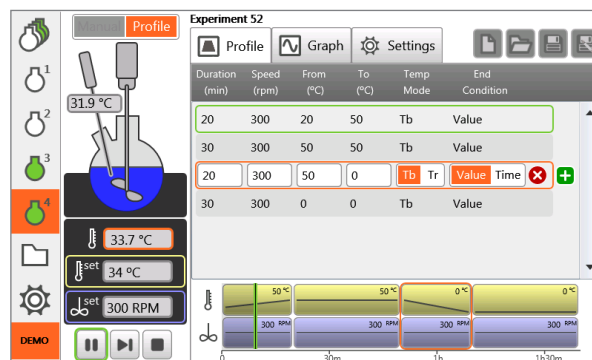 Manual Profile
Experiment 52
Profile Graph Settings
Duration (min) Speed (rpm) From (ºC) To (ºC) Temp Mode End Condition
20 300 20 50 Tb Value
30 300 50 50 Tb Value
20 300 50 0 Tb Tr Value Time
30 300 0 0 Tb Value
1
2
3
4
31.9 °C
33.7 °C
set 34 ºC
set 300 RPM
DEMO
50 °C 50 °C 0 °C 0 °C
300 RPM 300 RPM 300 RPM 300 RPM
0 30m 1h 1h30m